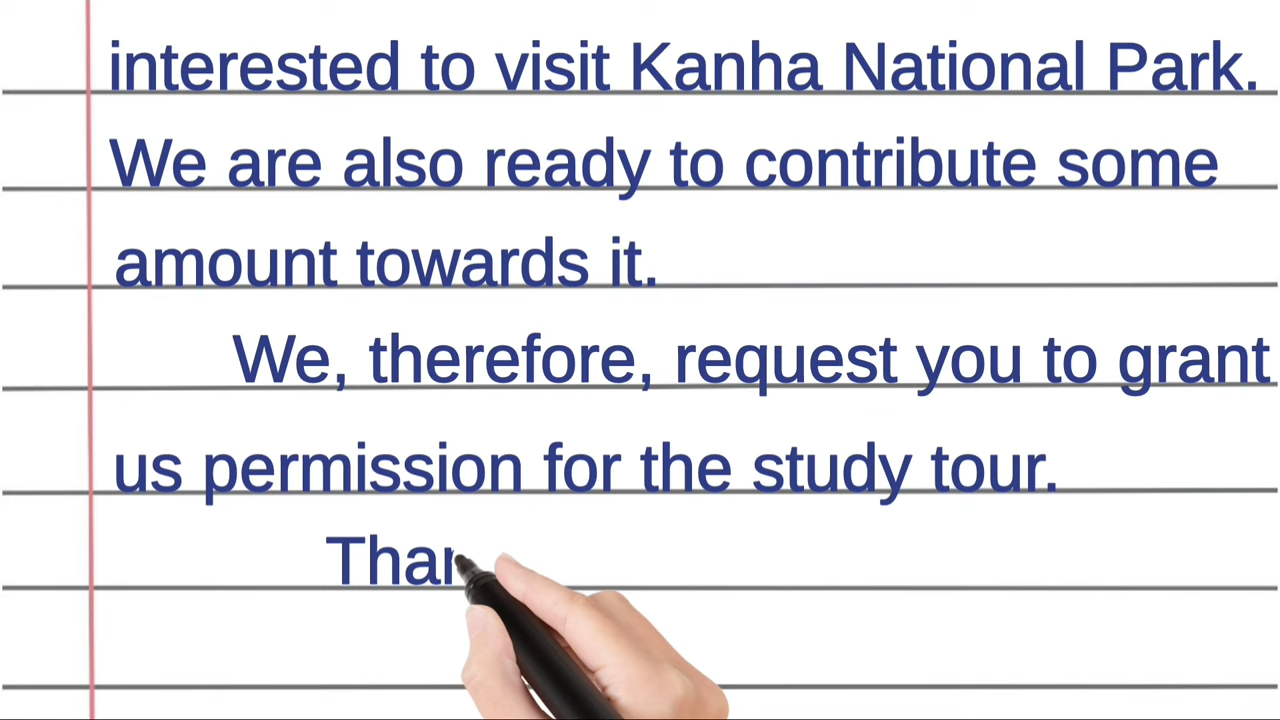 interested to visit Kanha National Park.
We are also ready to contribute some
amount towards it.
We, therefore, request you to grant
us permission for the study tour.
Than